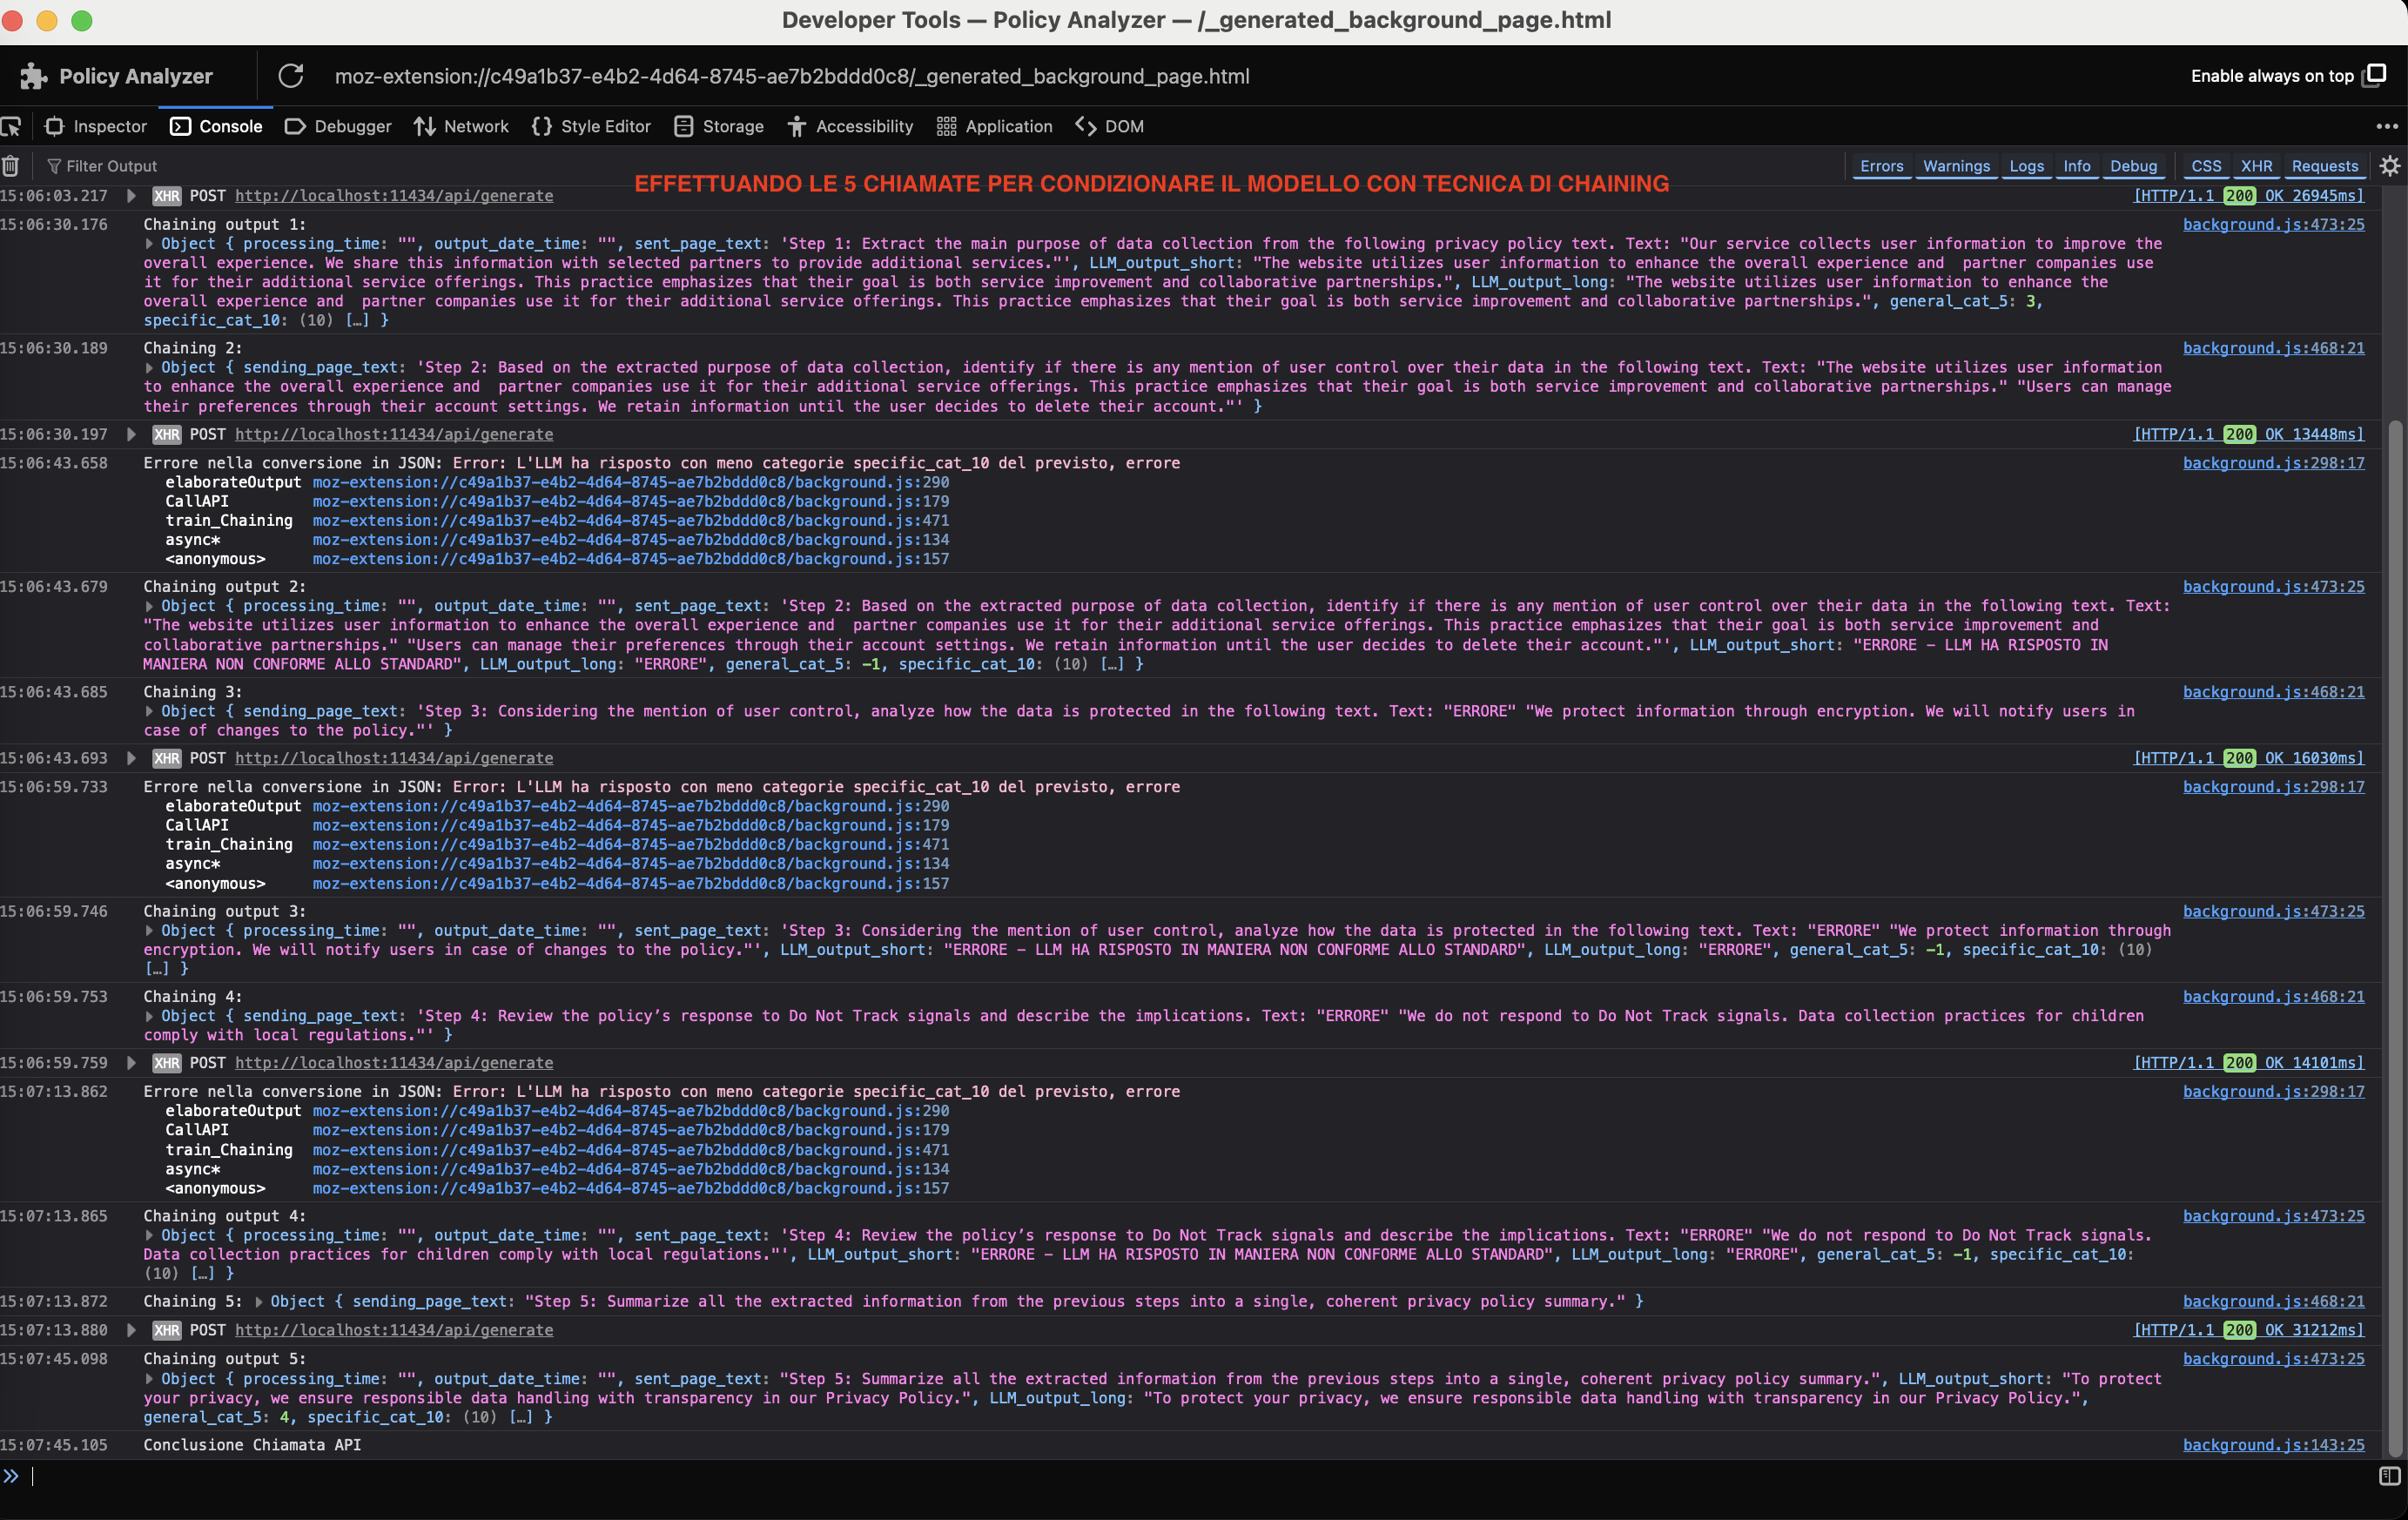 Developer Tools — Policy Analyzer — /_generated_background_page.html
Policy Analyzer
moz-extension://c49a1b37-e4b2-4d64-8745-ae7b2bddd0c8/_generated_background_page.html
Enable always on top
Inspector Console Debugger Network Style Editor Storage Accessibility Application DOM
Filter Output
Errors Warnings Logs Info Debug CSS XHR Requests
EFFETTUANDO LE 5 CHIAMATE PER CONDIZIONARE IL MODELLO CON TECNICA DI CHAINING
15:06:03.217 XHR POST http://localhost:11434/api/generate [HTTP/1.1 200 OK 26945ms]
15:06:30.176 Chaining output 1: background.js:473:25
Object { processing_time: "", output_date_time: "", sent_page_text: 'Step 1: Extract the main purpose of data collection from the following privacy policy text. Text: "Our service collects user information to improve the
overall experience. We share this information with selected partners to provide additional services."', LLM_output_short: "The website utilizes user information to enhance the overall experience and  partner companies use
it for their additional service offerings. This practice emphasizes that their goal is both service improvement and collaborative partnerships.", LLM_output_long: "The website utilizes user information to enhance the
overall experience and  partner companies use it for their additional service offerings. This practice emphasizes that their goal is both service improvement and collaborative partnerships.", general_cat_5: 3,
specific_cat_10: (10) […] }
15:06:30.189 Chaining 2: background.js:468:21
Object { sending_page_text: 'Step 2: Based on the extracted purpose of data collection, identify if there is any mention of user control over their data in the following text. Text: "The website utilizes user information
to enhance the overall experience and  partner companies use it for their additional service offerings. This practice emphasizes that their goal is both service improvement and collaborative partnerships." "Users can manage
their preferences through their account settings. We retain information until the user decides to delete their account."' }
15:06:30.197 XHR POST http://localhost:11434/api/generate [HTTP/1.1 200 OK 13448ms]
15:06:43.658 Errore nella conversione in JSON: Error: L'LLM ha risposto con meno categorie specific_cat_10 del previsto, errore background.js:298:17
elaborateOutput moz-extension://c49a1b37-e4b2-4d64-8745-ae7b2bddd0c8/background.js:290
CallAPI moz-extension://c49a1b37-e4b2-4d64-8745-ae7b2bddd0c8/background.js:179
train_Chaining moz-extension://c49a1b37-e4b2-4d64-8745-ae7b2bddd0c8/background.js:471
async* moz-extension://c49a1b37-e4b2-4d64-8745-ae7b2bddd0c8/background.js:134
<anonymous> moz-extension://c49a1b37-e4b2-4d64-8745-ae7b2bddd0c8/background.js:157
15:06:43.679 Chaining output 2: background.js:473:25
Object { processing_time: "", output_date_time: "", sent_page_text: 'Step 2: Based on the extracted purpose of data collection, identify if there is any mention of user control over their data in the following text. Text:
"The website utilizes user information to enhance the overall experience and  partner companies use it for their additional service offerings. This practice emphasizes that their goal is both service improvement and
collaborative partnerships." "Users can manage their preferences through their account settings. We retain information until the user decides to delete their account."', LLM_output_short: "ERRORE – LLM HA RISPOSTO IN
MANIERA NON CONFORME ALLO STANDARD", LLM_output_long: "ERRORE", general_cat_5: -1, specific_cat_10: (10) […] }
15:06:43.685 Chaining 3: background.js:468:21
Object { sending_page_text: 'Step 3: Considering the mention of user control, analyze how the data is protected in the following text. Text: "ERRORE" "We protect information through encryption. We will notify users in
case of changes to the policy."' }
15:06:43.693 XHR POST http://localhost:11434/api/generate [HTTP/1.1 200 OK 16030ms]
15:06:59.733 Errore nella conversione in JSON: Error: L'LLM ha risposto con meno categorie specific_cat_10 del previsto, errore background.js:298:17
elaborateOutput moz-extension://c49a1b37-e4b2-4d64-8745-ae7b2bddd0c8/background.js:290
CallAPI moz-extension://c49a1b37-e4b2-4d64-8745-ae7b2bddd0c8/background.js:179
train_Chaining moz-extension://c49a1b37-e4b2-4d64-8745-ae7b2bddd0c8/background.js:471
async* moz-extension://c49a1b37-e4b2-4d64-8745-ae7b2bddd0c8/background.js:134
<anonymous> moz-extension://c49a1b37-e4b2-4d64-8745-ae7b2bddd0c8/background.js:157
15:06:59.746 Chaining output 3: background.js:473:25
Object { processing_time: "", output_date_time: "", sent_page_text: 'Step 3: Considering the mention of user control, analyze how the data is protected in the following text. Text: "ERRORE" "We protect information through
encryption. We will notify users in case of changes to the policy."', LLM_output_short: "ERRORE – LLM HA RISPOSTO IN MANIERA NON CONFORME ALLO STANDARD", LLM_output_long: "ERRORE", general_cat_5: -1, specific_cat_10: (10)
[…] }
15:06:59.753 Chaining 4: background.js:468:21
Object { sending_page_text: 'Step 4: Review the policy’s response to Do Not Track signals and describe the implications. Text: "ERRORE" "We do not respond to Do Not Track signals. Data collection practices for children
comply with local regulations."' }
15:06:59.759 XHR POST http://localhost:11434/api/generate [HTTP/1.1 200 OK 14101ms]
15:07:13.862 Errore nella conversione in JSON: Error: L'LLM ha risposto con meno categorie specific_cat_10 del previsto, errore background.js:298:17
elaborateOutput moz-extension://c49a1b37-e4b2-4d64-8745-ae7b2bddd0c8/background.js:290
CallAPI moz-extension://c49a1b37-e4b2-4d64-8745-ae7b2bddd0c8/background.js:179
train_Chaining moz-extension://c49a1b37-e4b2-4d64-8745-ae7b2bddd0c8/background.js:471
async* moz-extension://c49a1b37-e4b2-4d64-8745-ae7b2bddd0c8/background.js:134
<anonymous> moz-extension://c49a1b37-e4b2-4d64-8745-ae7b2bddd0c8/background.js:157
15:07:13.865 Chaining output 4: background.js:473:25
Object { processing_time: "", output_date_time: "", sent_page_text: 'Step 4: Review the policy’s response to Do Not Track signals and describe the implications. Text: "ERRORE" "We do not respond to Do Not Track signals.
Data collection practices for children comply with local regulations."', LLM_output_short: "ERRORE – LLM HA RISPOSTO IN MANIERA NON CONFORME ALLO STANDARD", LLM_output_long: "ERRORE", general_cat_5: -1, specific_cat_10:
(10) […] }
15:07:13.872 Chaining 5: Object { sending_page_text: "Step 5: Summarize all the extracted information from the previous steps into a single, coherent privacy policy summary." } background.js:468:21
15:07:13.880 XHR POST http://localhost:11434/api/generate [HTTP/1.1 200 OK 31212ms]
15:07:45.098 Chaining output 5: background.js:473:25
Object { processing_time: "", output_date_time: "", sent_page_text: "Step 5: Summarize all the extracted information from the previous steps into a single, coherent privacy policy summary.", LLM_output_short: "To protect
your privacy, we ensure responsible data handling with transparency in our Privacy Policy.", LLM_output_long: "To protect your privacy, we ensure responsible data handling with transparency in our Privacy Policy.",
general_cat_5: 4, specific_cat_10: (10) […] }
15:07:45.105 Conclusione Chiamata API background.js:143:25